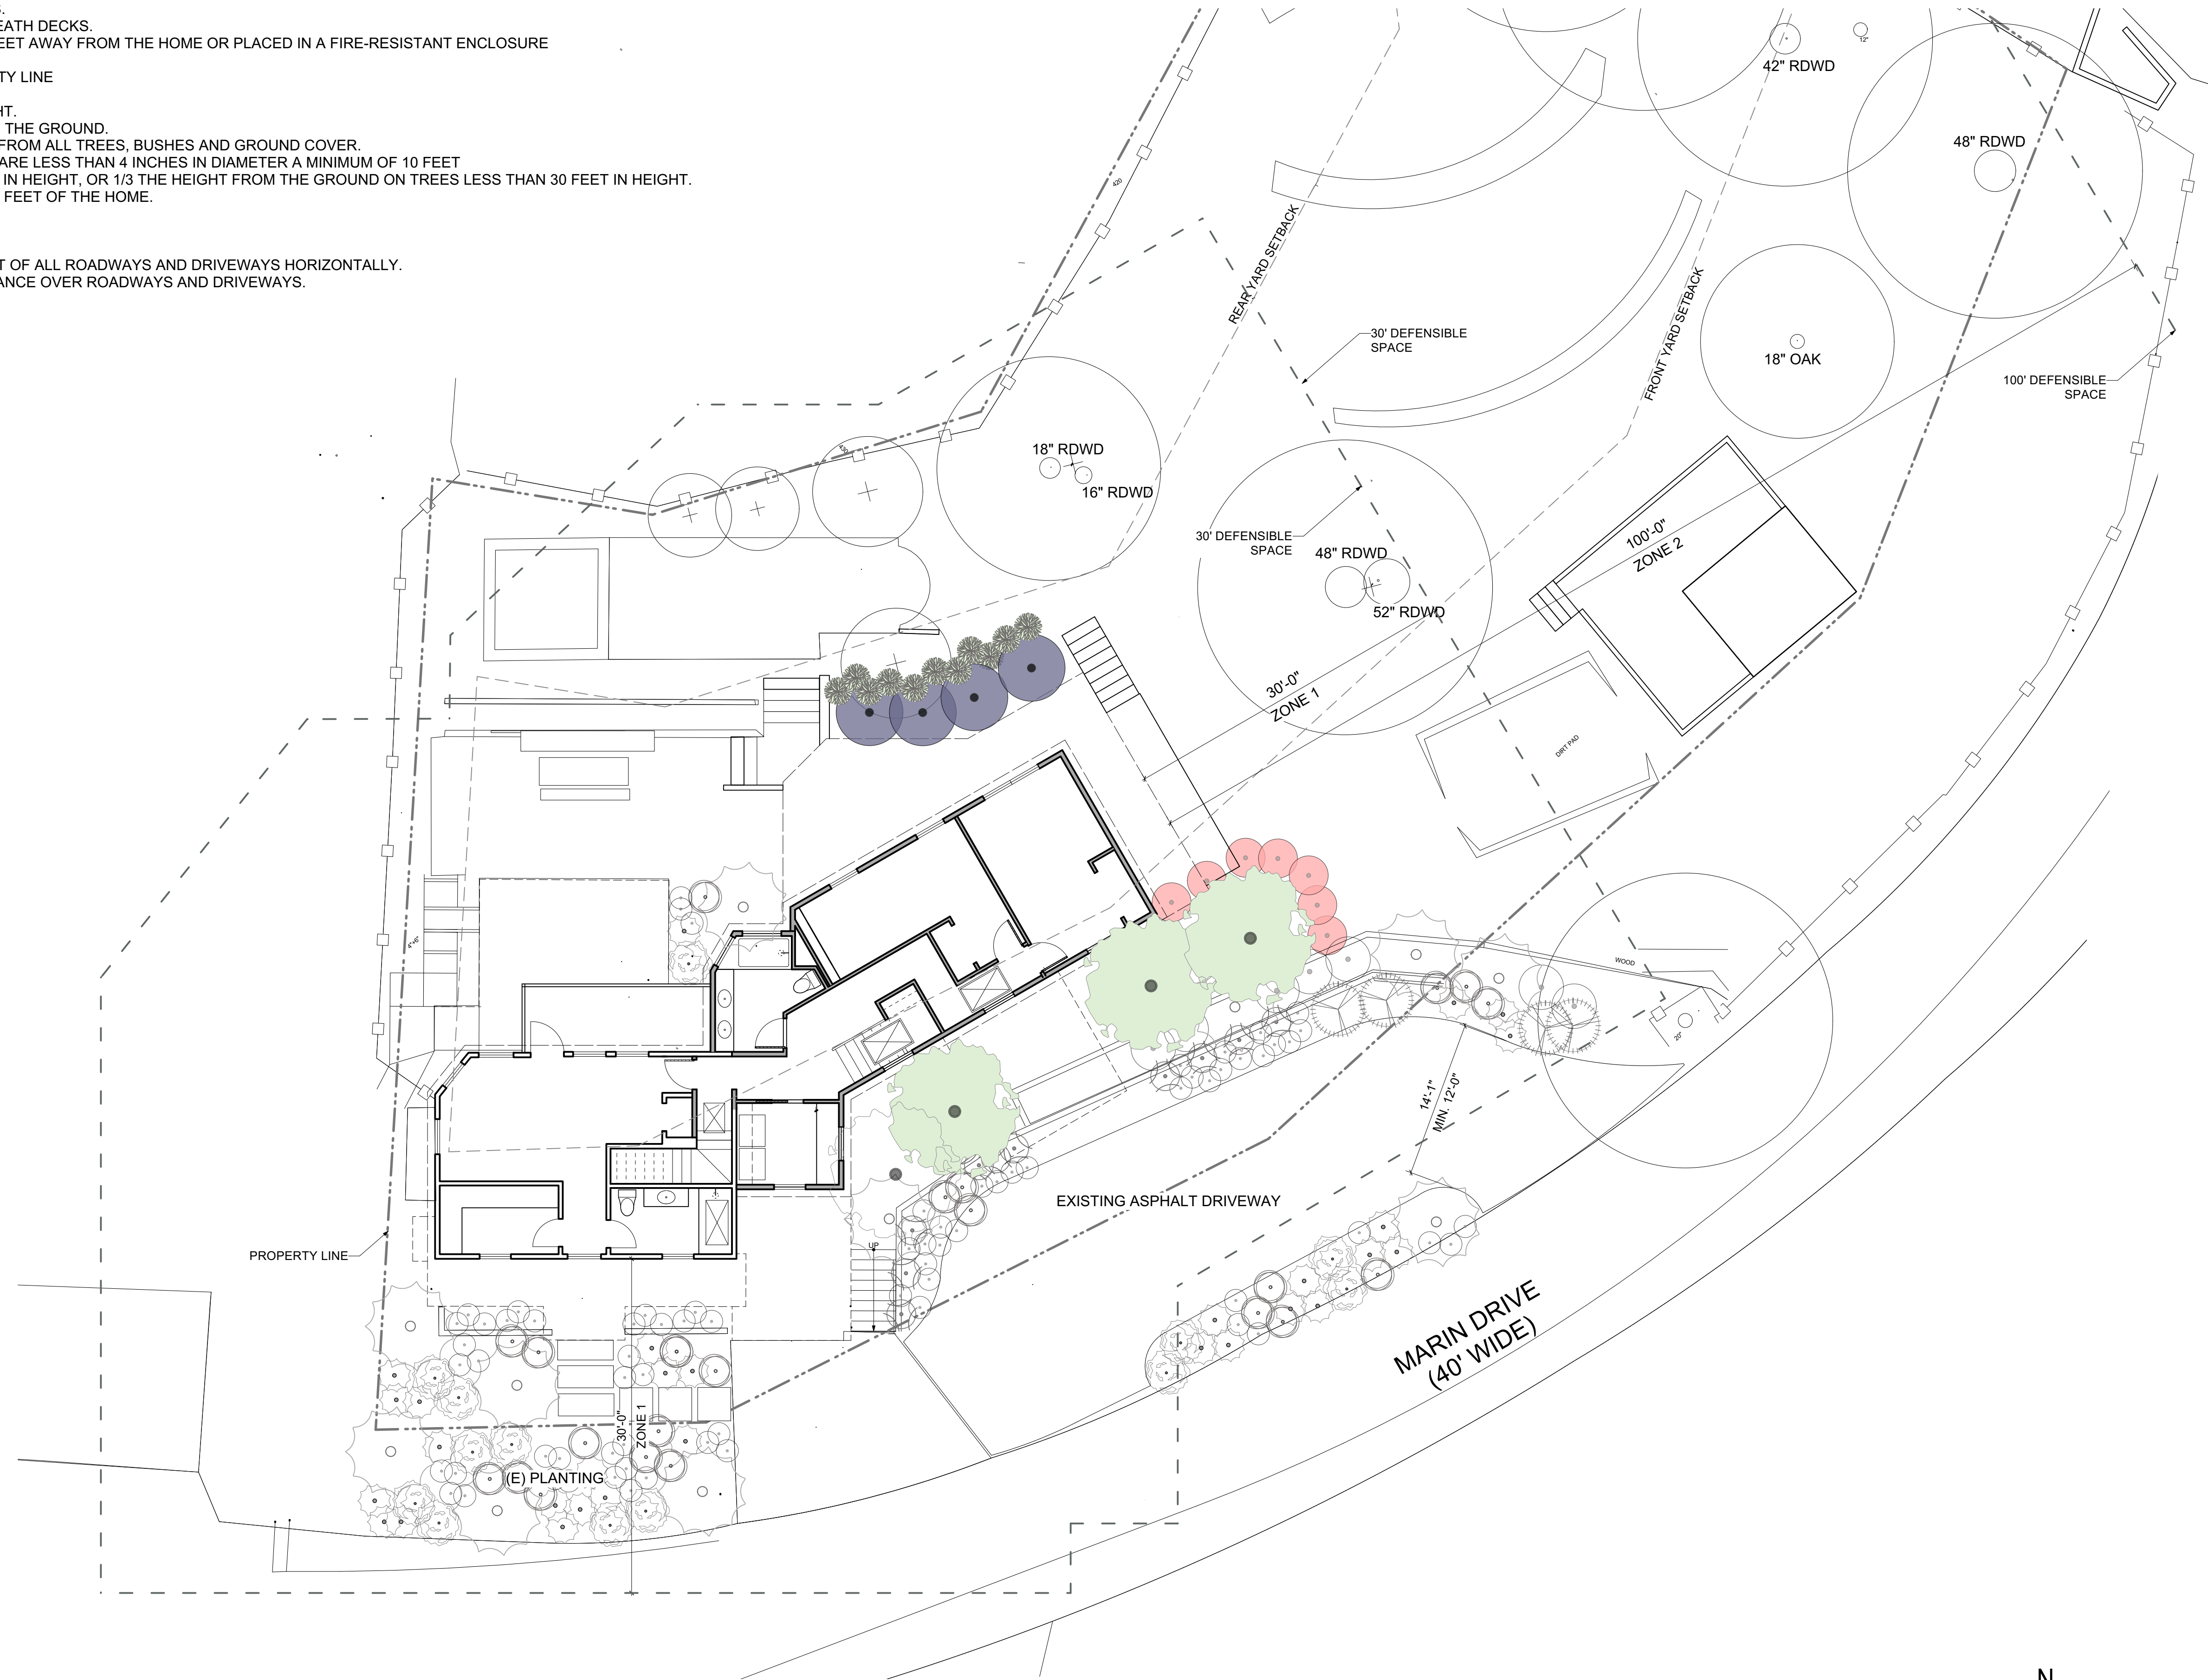 S.
EATH DECKS.
EET AWAY FROM THE HOME OR PLACED IN A FIRE-RESISTANT ENCLOSURE
TY LINE
HT.
THE GROUND.
FROM ALL TREES, BUSHES AND GROUND COVER.
ARE LESS THAN 4 INCHES IN DIAMETER A MINIMUM OF 10 FEET
IN HEIGHT, OR 1/3 THE HEIGHT FROM THE GROUND ON TREES LESS THAN 30 FEET IN HEIGHT.
FEET OF THE HOME.
T OF ALL ROADWAYS AND DRIVEWAYS HORIZONTALLY.
ANCE OVER ROADWAYS AND DRIVEWAYS.
12"
42" RDWD
48" RDWD
420
REAR YARD SETBACK
FRONT YARD SETBACK
30' DEFENSIBLE
SPACE
18" OAK
100' DEFENSIBLE
SPACE
430
18" RDWD
16" RDWD
30' DEFENSIBLE
SPACE
48" RDWD
52" RDWD
100'-0"
ZONE 2
30'-0"
ZONE 1
DIRT PAD
WOOD
20"
14'-1"
MIN. 12'-0"
EXISTING ASPHALT DRIVEWAY
UP
PROPERTY LINE
30'-0"
ZONE 1
(E) PLANTING
MARIN DRIVE
(40' WIDE)
N